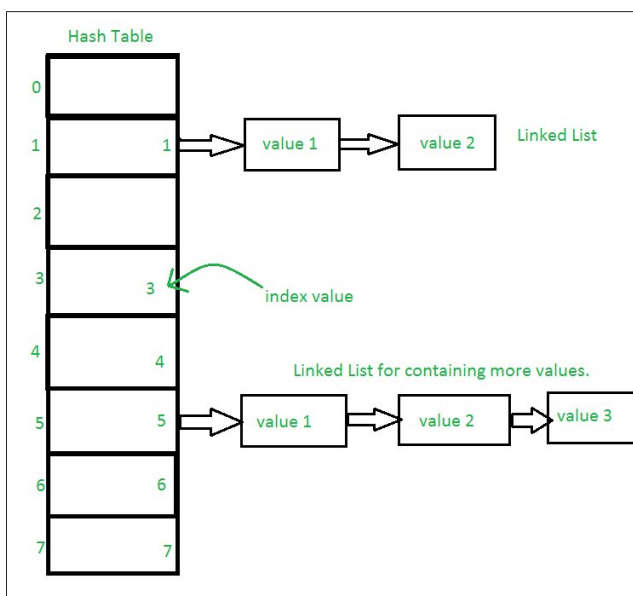 Hash Table
0
1 1 value 1 value 2 Linked List
2
3 3
index value
4 4
Linked List for containing more values.
5 5 value 1 value 2 value 3
6 6
7 7